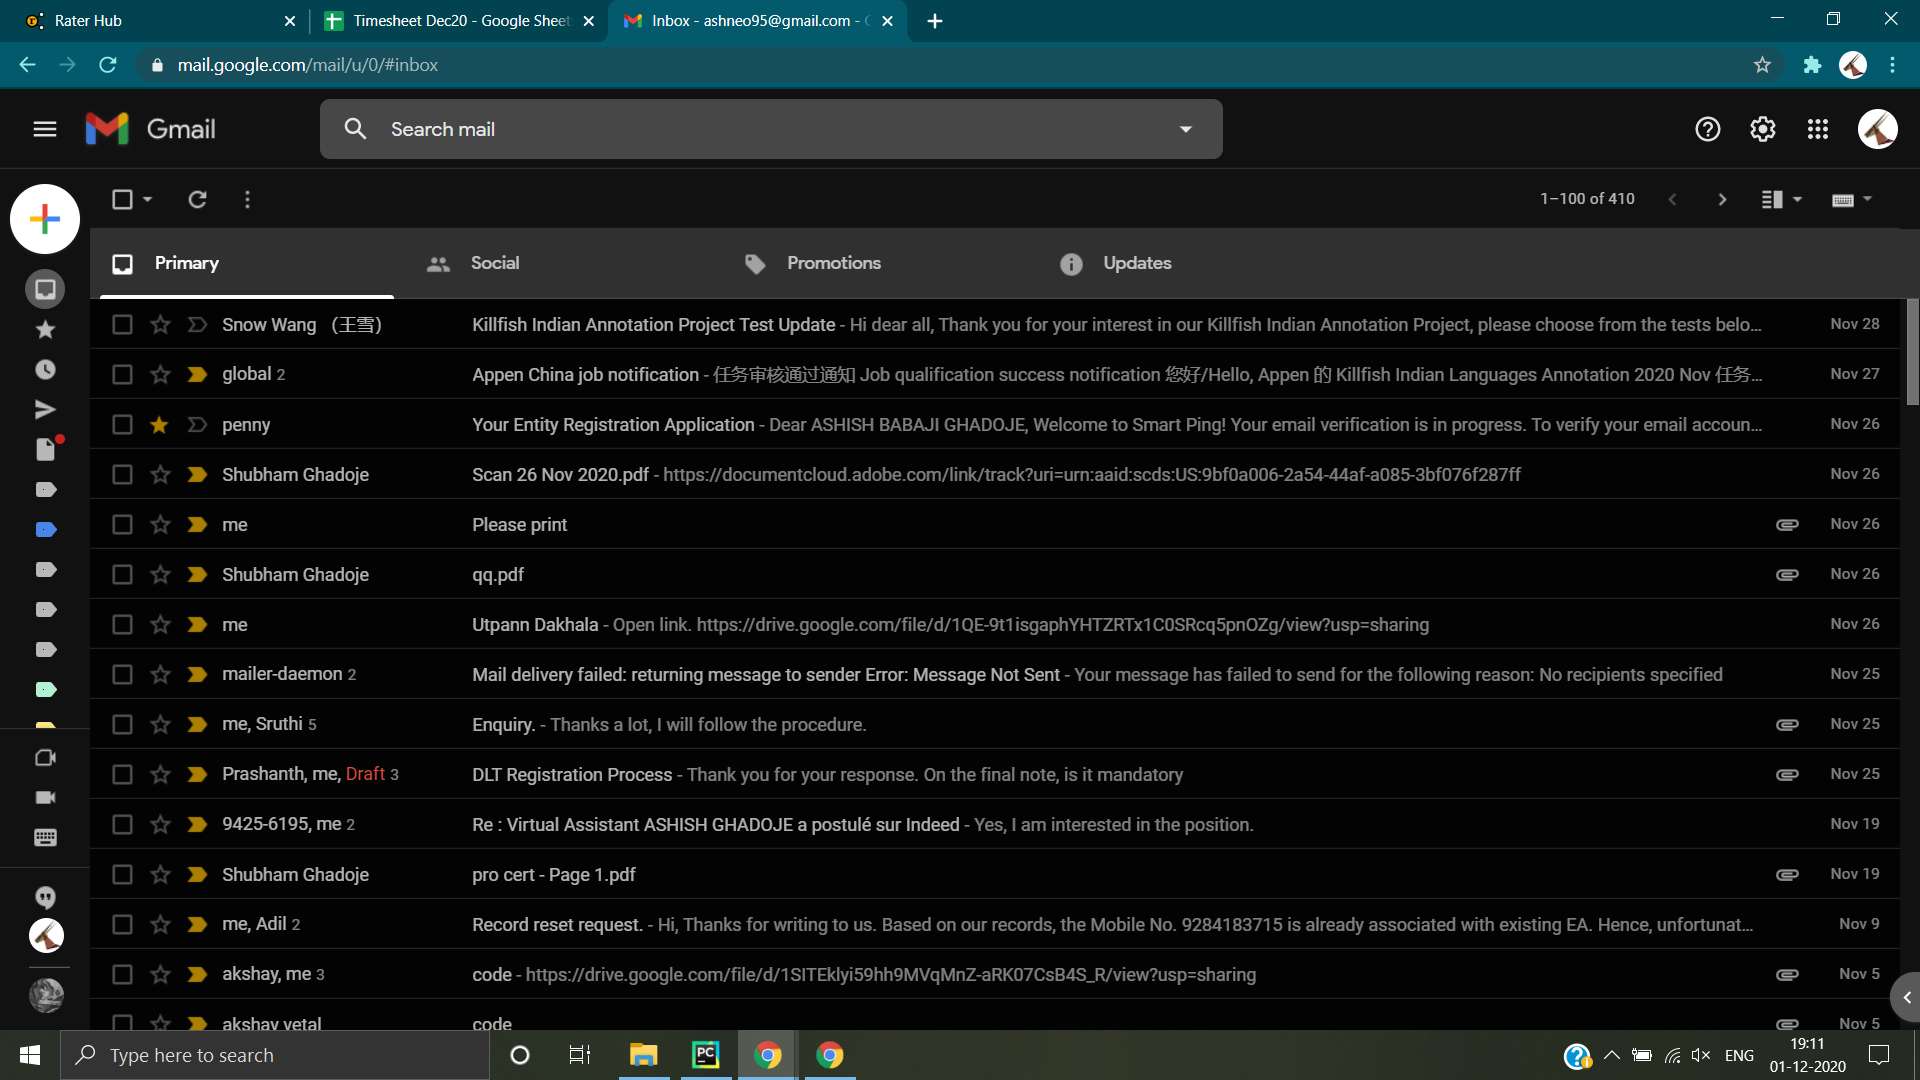 Rater Hub
Timesheet Dec20 - Google Sheet
Inbox - ashneo95@gmail.com -
mail.google.com/mail/u/0/#inbox
Gmail
Search mail
1–100 of 410
Primary
Social
Promotions
Updates
Snow Wang （王雪） Killfish Indian Annotation Project Test Update - Hi dear all, Thank you for your interest in our Killfish Indian Annotation Project, please choose from the tests belo... Nov 28
global 2 Appen China job notification - 任务审核通过通知 Job qualification success notification 您好/Hello, Appen 的 Killfish Indian Languages Annotation 2020 Nov 任务... Nov 27
penny Your Entity Registration Application - Dear ASHISH BABAJI GHADOJE, Welcome to Smart Ping! Your email verification is in progress. To verify your email accoun... Nov 26
Shubham Ghadoje Scan 26 Nov 2020.pdf - https://documentcloud.adobe.com/link/track?uri=urn:aaid:scds:US:9bf0a006-2a54-44af-a085-3bf076f287ff Nov 26
me Please print Nov 26
Shubham Ghadoje qq.pdf Nov 26
me Utpann Dakhala - Open link. https://drive.google.com/file/d/1QE-9t1isgaphYHTZRTx1C0SRcq5pnOZg/view?usp=sharing Nov 26
mailer-daemon 2 Mail delivery failed: returning message to sender Error: Message Not Sent - Your message has failed to send for the following reason: No recipients specified Nov 25
me, Sruthi 5 Enquiry. - Thanks a lot, I will follow the procedure. Nov 25
Prashanth, me, Draft 3 DLT Registration Process - Thank you for your response. On the final note, is it mandatory Nov 25
9425-6195, me 2 Re : Virtual Assistant ASHISH GHADOJE a postulé sur Indeed - Yes, I am interested in the position. Nov 19
Shubham Ghadoje pro cert - Page 1.pdf Nov 19
me, Adil 2 Record reset request. - Hi, Thanks for writing to us. Based on our records, the Mobile No. 9284183715 is already associated with existing EA. Hence, unfortunat... Nov 9
akshay, me 3 code - https://drive.google.com/file/d/1SITEklyi59hh9MVqMnZ-aRK07CsB4S_R/view?usp=sharing Nov 5
akshay yetal code Nov 5
Type here to search
PC
ENG
19:11
01-12-2020